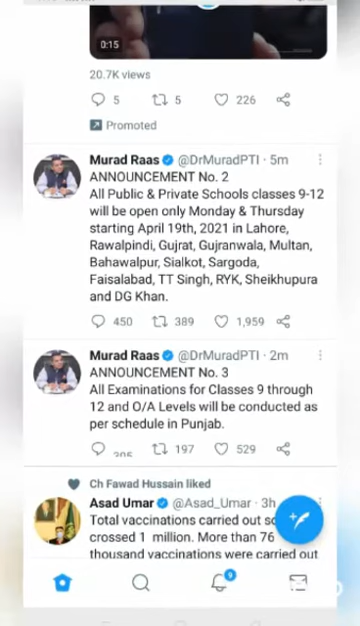 0:15
20.7K views
5 5 226
Promoted
Murad Raas @DrMuradPTI · 5m
ANNOUNCEMENT No. 2
All Public & Private Schools classes 9-12
will be open only Monday & Thursday
starting April 19th, 2021 in Lahore,
Rawalpindi, Gujrat, Gujranwala, Multan,
Bahawalpur, Sialkot, Sargoda,
Faisalabad, TT Singh, RYK, Sheikhupura
and DG Khan.
450 389 1,959
Murad Raas @DrMuradPTI · 2m
ANNOUNCEMENT No. 3
All Examinations for Classes 9 through
12 and O/A Levels will be conducted as
per schedule in Punjab.
197 529
Ch Fawad Hussain liked
Asad Umar @Asad_Umar · 3h
Total vaccinations carried out
crossed 1 million. More than 76
thousand vaccinations were carried out
9